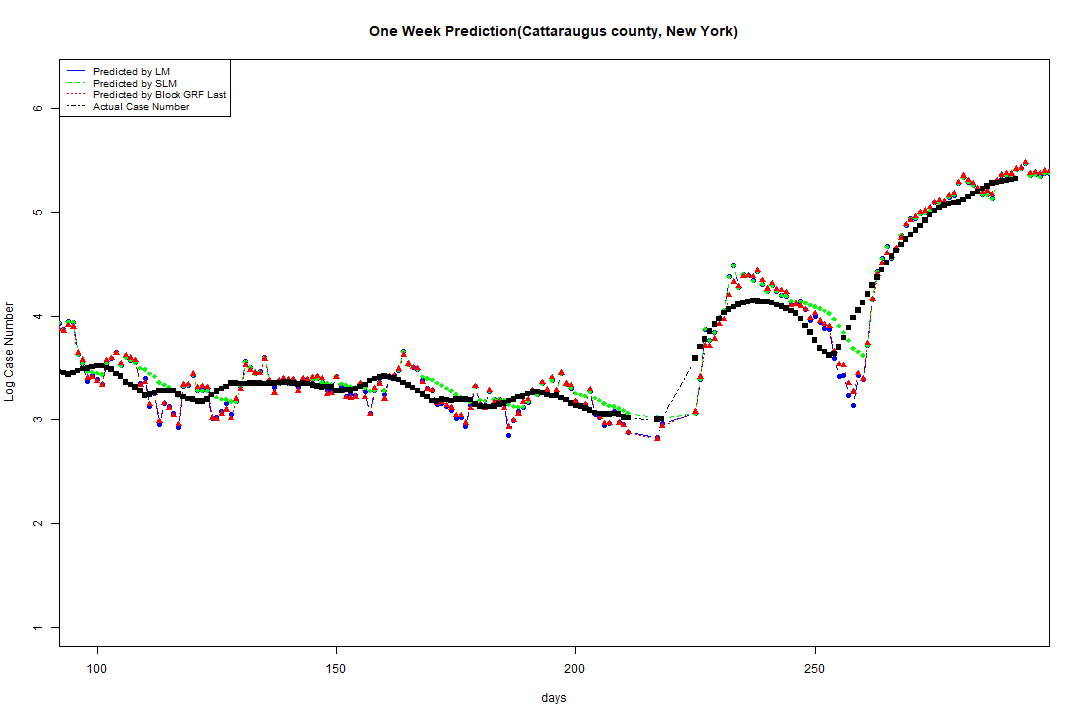 One Week Prediction(Cattaraugus county, New York)
Predicted by LM
Predicted by SLM
Predicted by Block GRF Last
Actual Case Number
6
5
4
3
2
1
Log Case Number
100 150 200 250
days